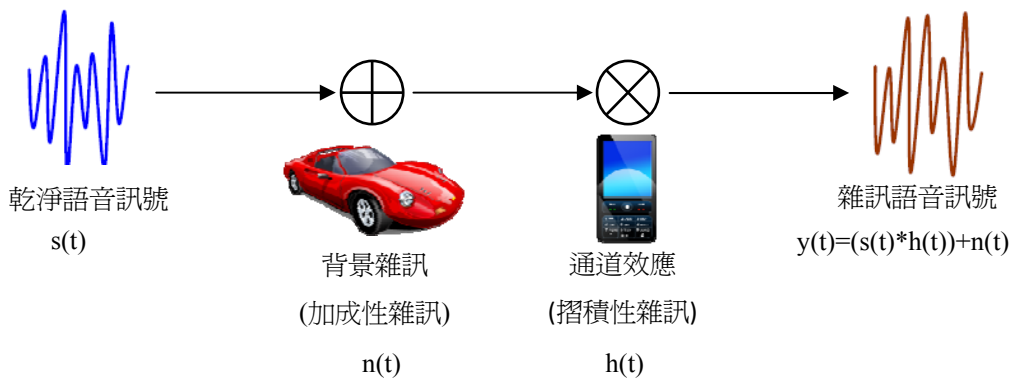 乾淨語音訊號
s(t)
背景雜訊
(加成性雜訊)
n(t)
通道效應
(摺積性雜訊)
h(t)
雜訊語音訊號
y(t)=(s(t)*h(t))+n(t)